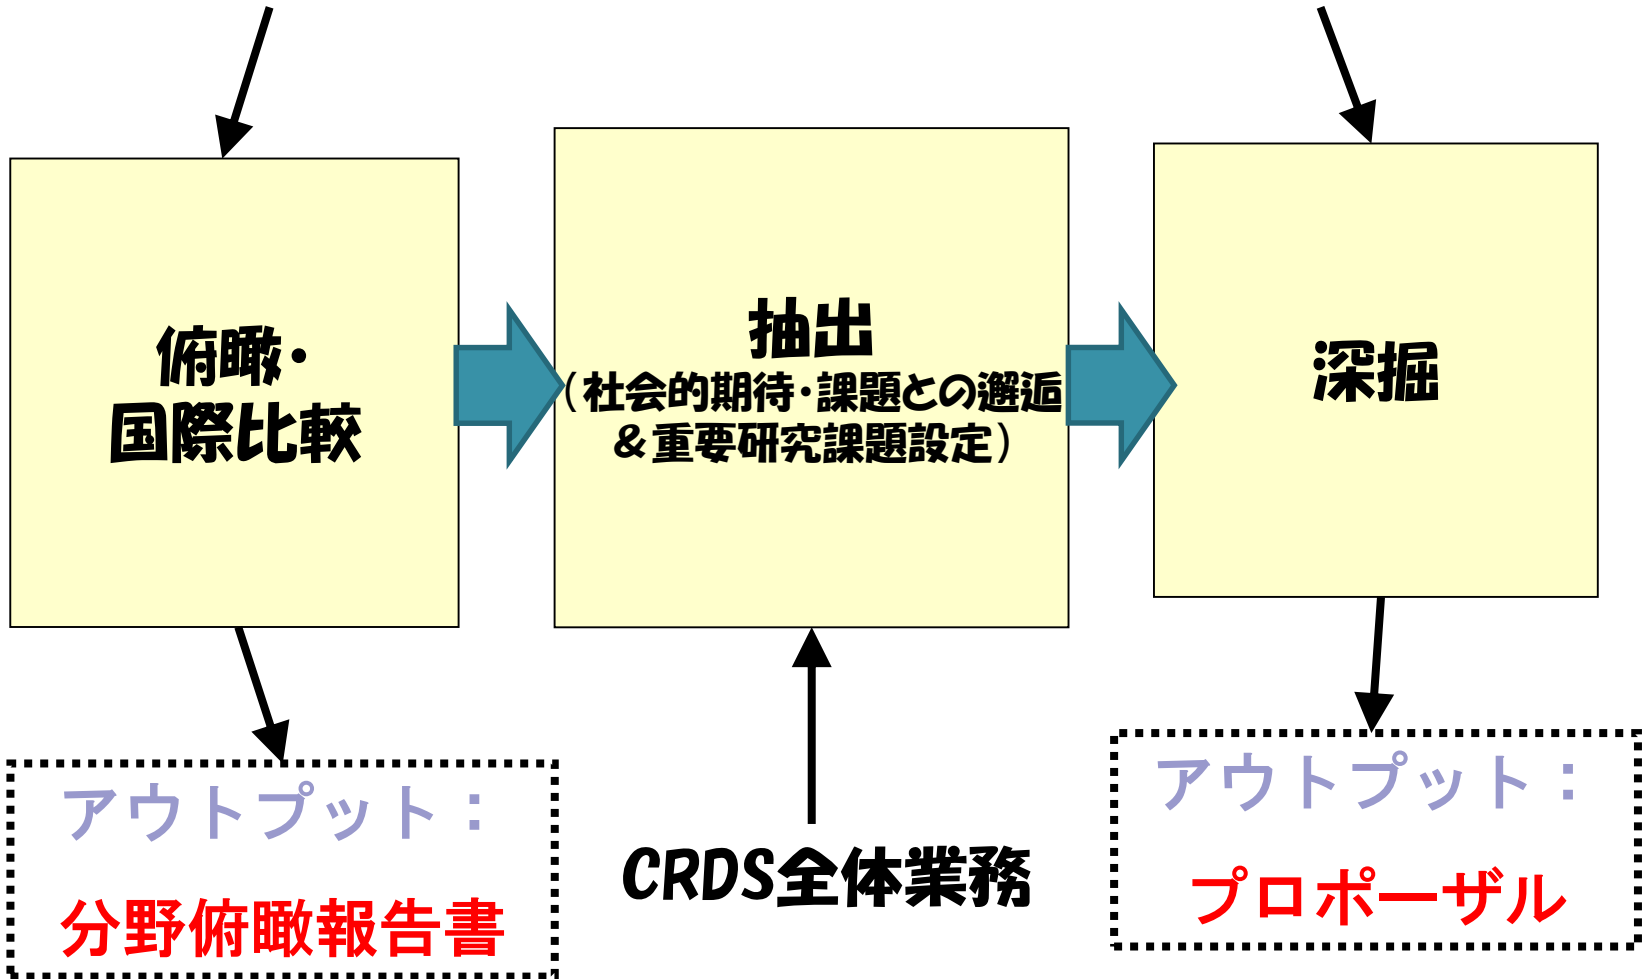 俯瞰・
国際比較
抽出
（社会的期待・課題との邂逅
＆重要研究課題設定）
深掘
アウトプット：
分野俯瞰報告書
CRDS全体業務
アウトプット：
プロポーザル